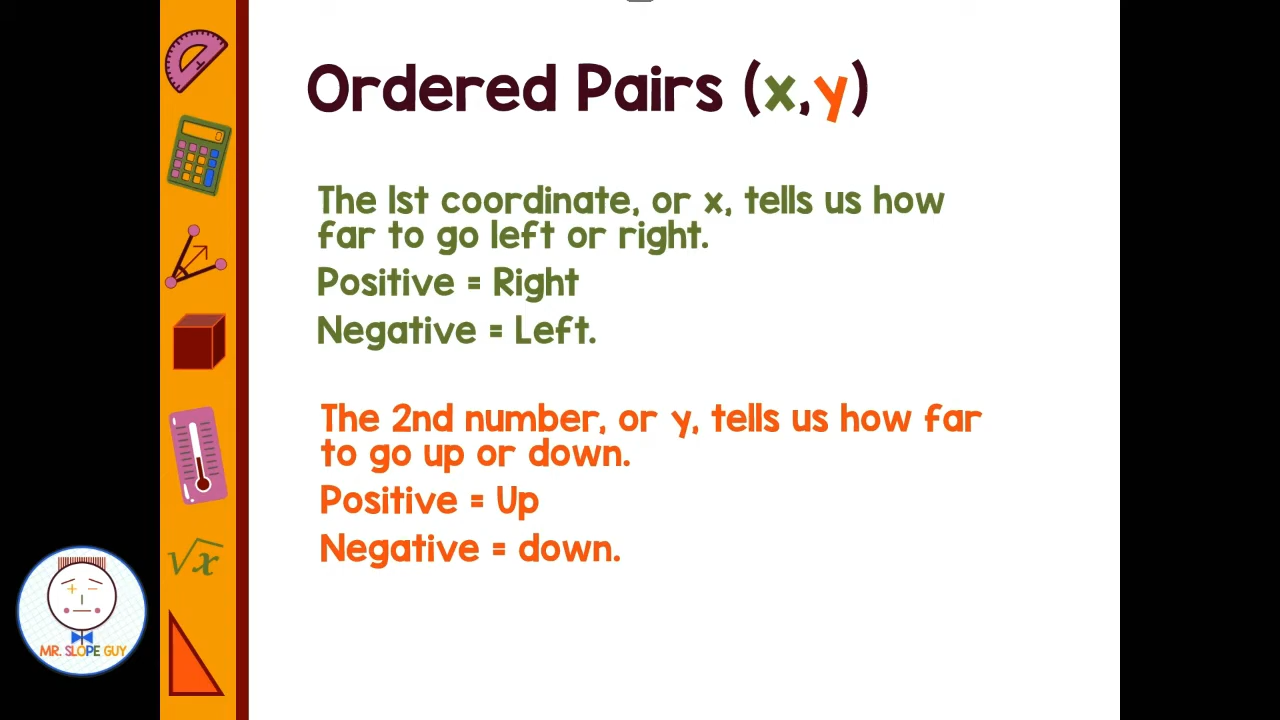 Ordered Pairs (x,y)
The 1st coordinate, or x, tells us how
far to go left or right.
Positive = Right
Negative = Left.
The 2nd number, or y, tells us how far
to go up or down.
Positive = Up
Negative = down.
√x
MR. SLOPE GUY